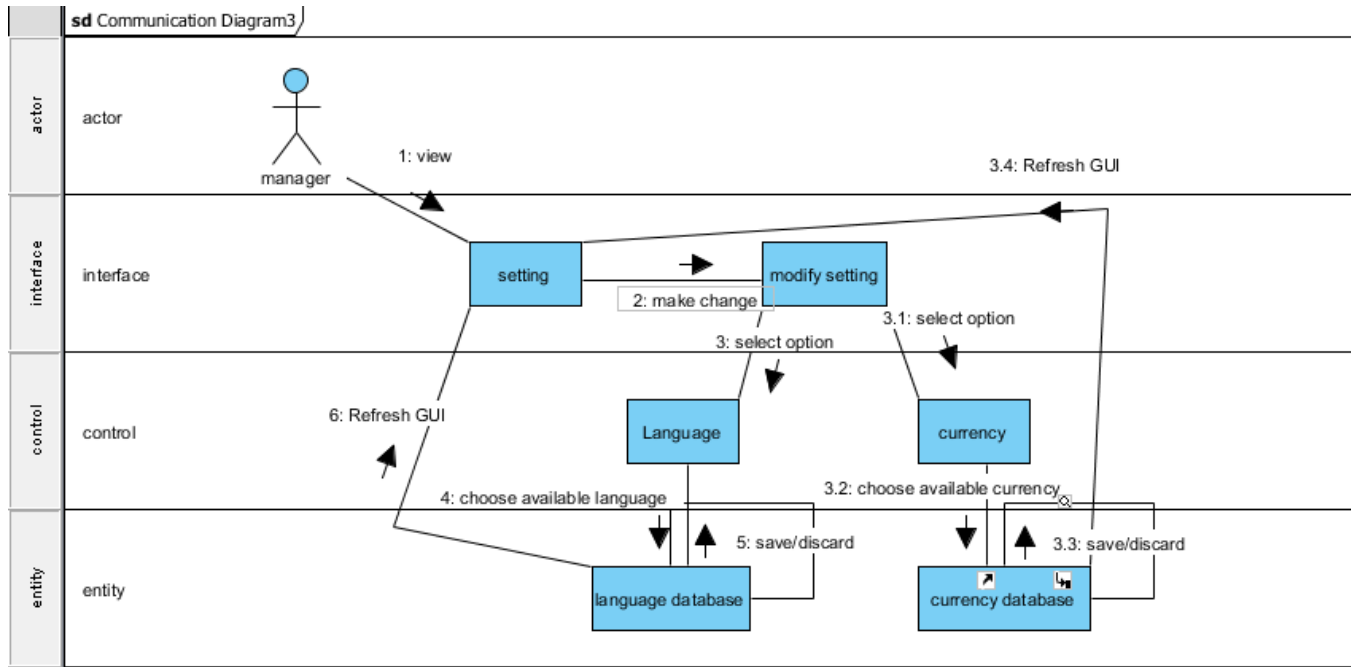 sd Communication Diagram3
actor
actor
manager
1: view
3.4: Refresh GUI
interface
interface
setting
modify setting
2: make change
3.1: select option
3: select option
control
control
6: Refresh GUI
Language
currency
4: choose available language
3.2: choose available currency
5: save/discard
3.3: save/discard
entity
entity
language database
currency database